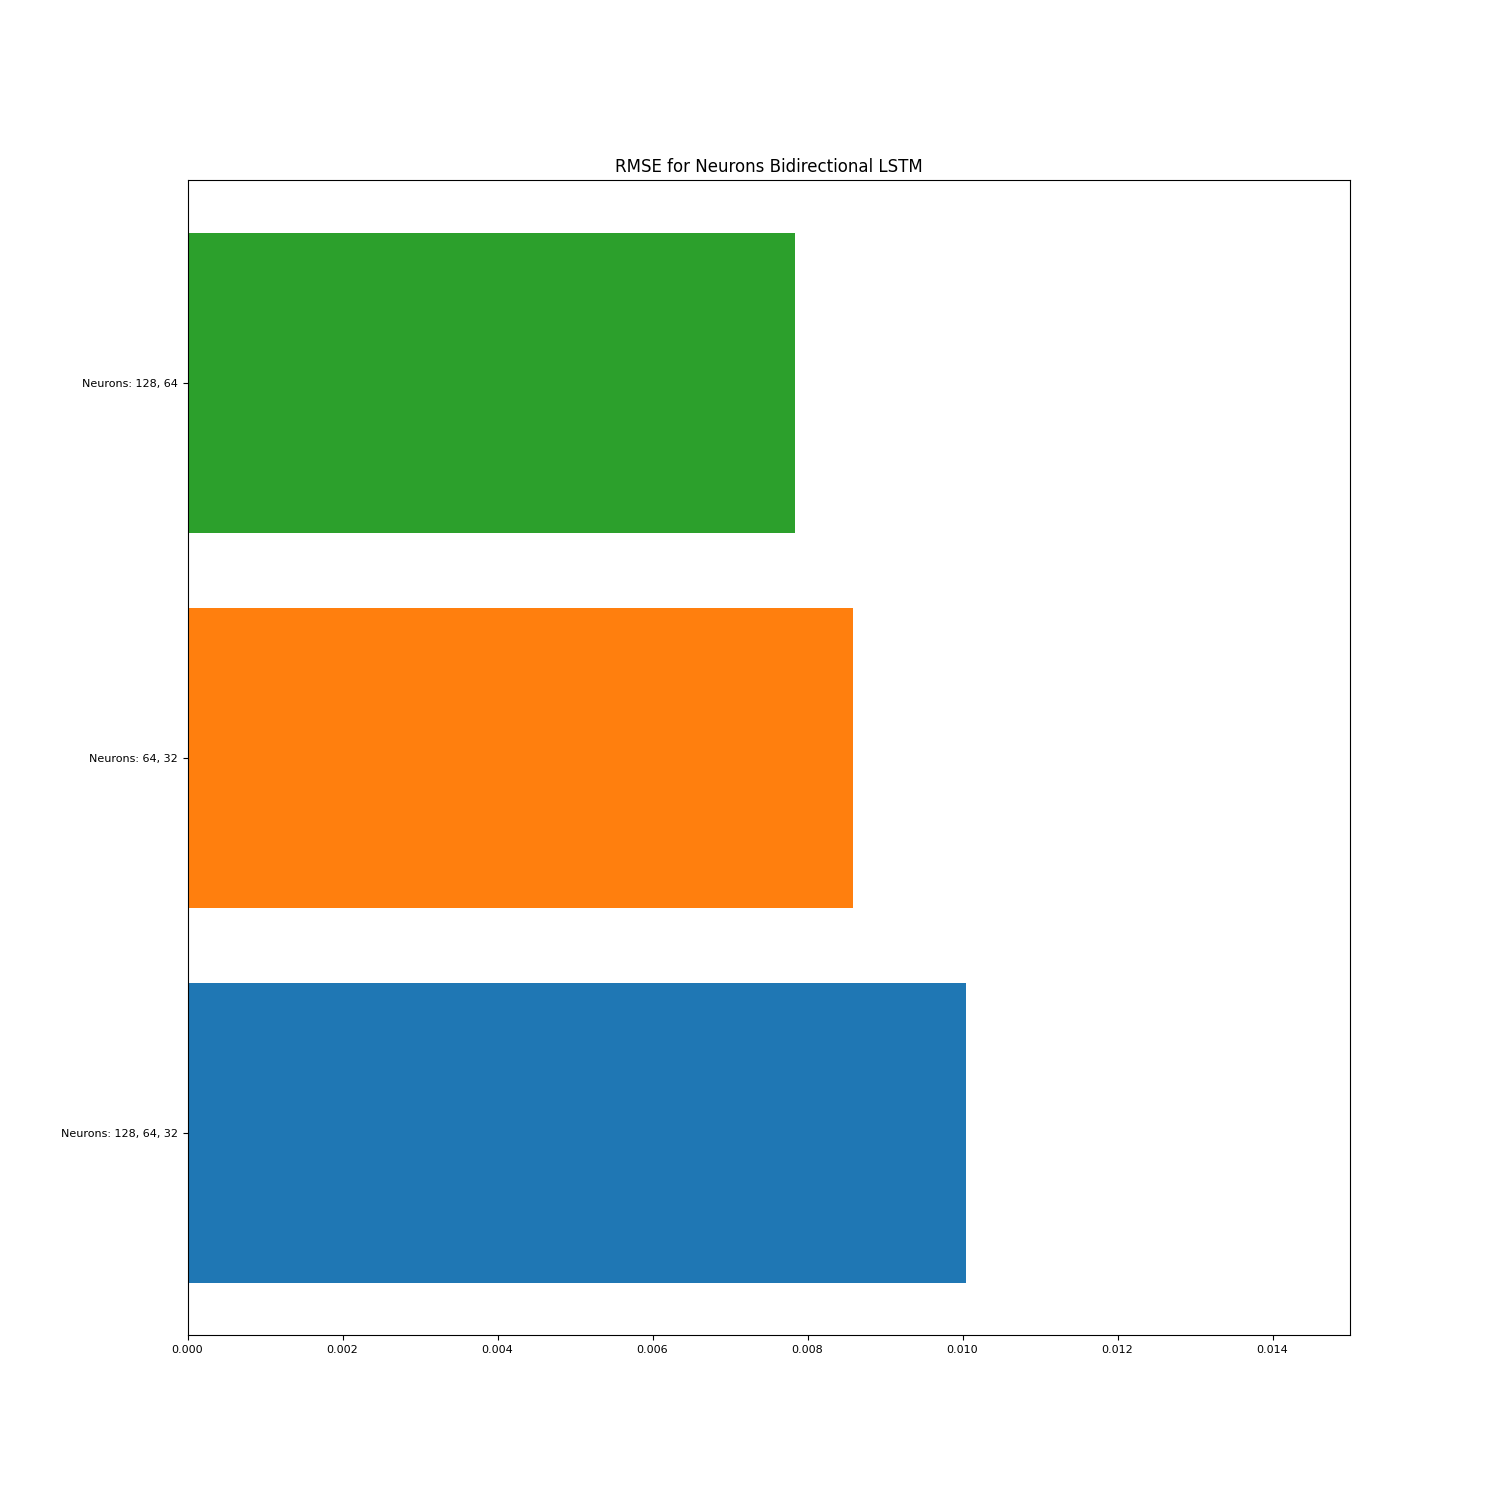 RMSE for Neurons Bidirectional LSTM
Neurons: 128, 64
Neurons: 64, 32
Neurons: 128, 64, 32
0.000 0.002 0.004 0.006 0.008 0.010 0.012 0.014